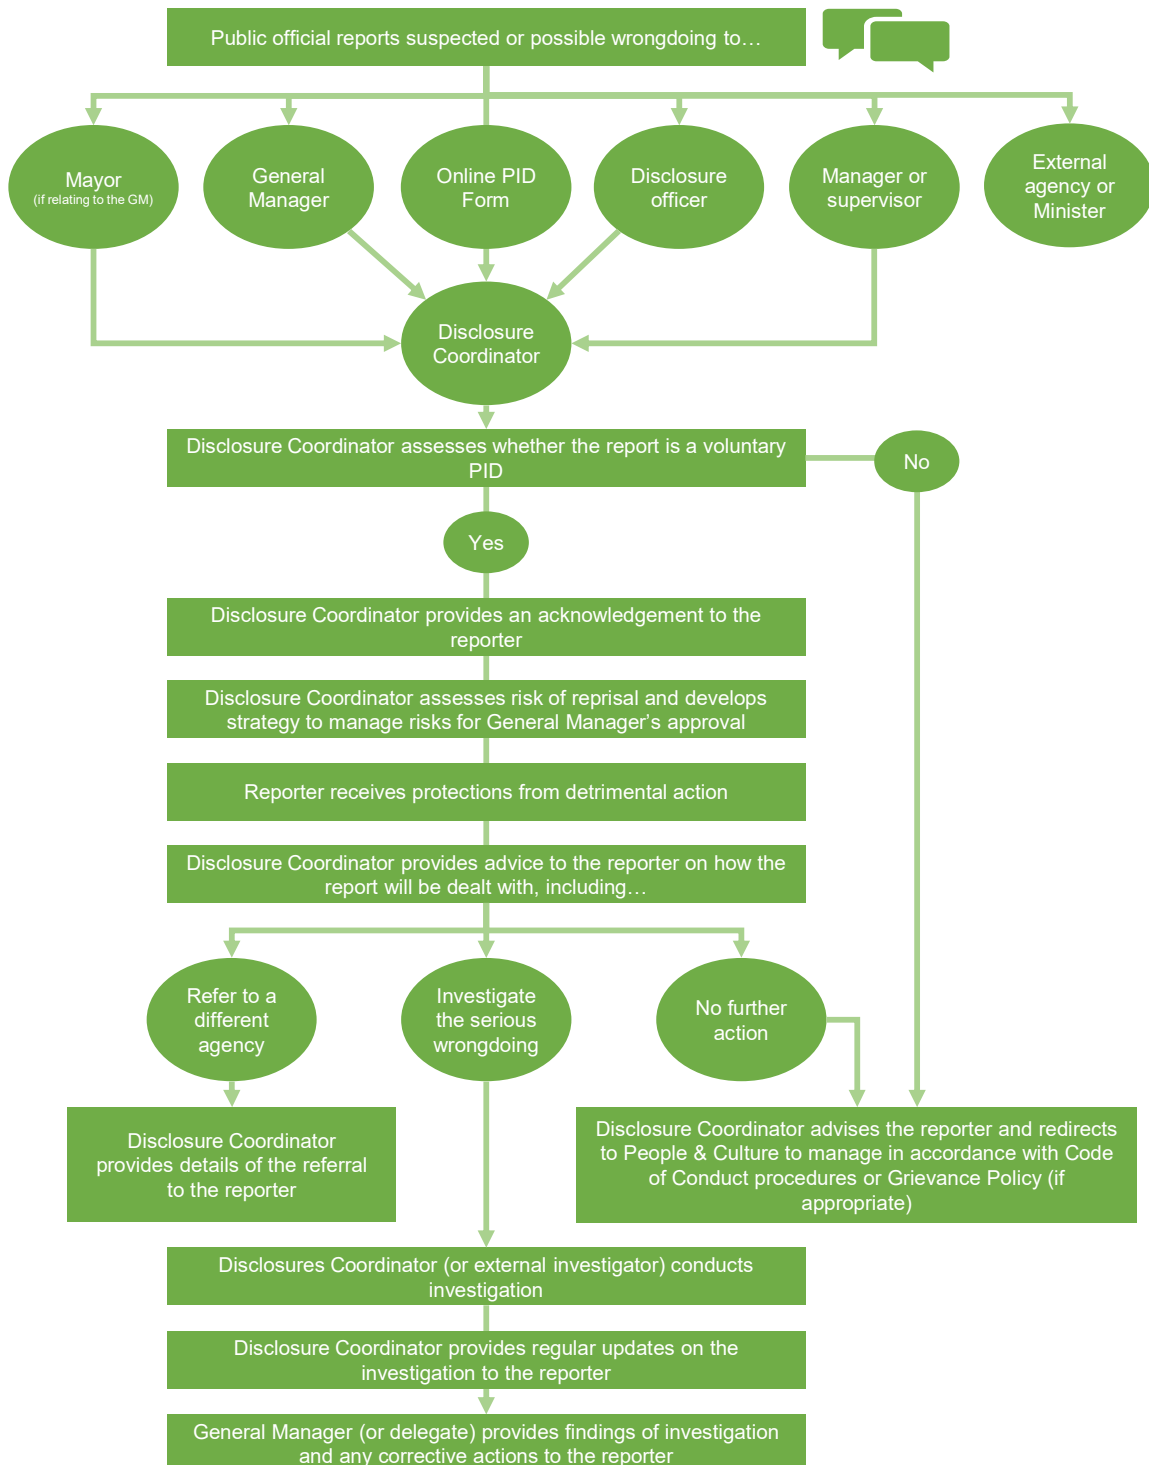 Public official reports suspected or possible wrongdoing to…
Mayor
(if relating to the GM)
General
Manager
Online PID
Form
Disclosure
officer
Manager or
supervisor
External
agency or
Minister
Disclosure
Coordinator
Disclosure Coordinator assesses whether the report is a voluntary
PID
No
Yes
Disclosure Coordinator provides an acknowledgement to the
reporter
Disclosure Coordinator assesses risk of reprisal and develops
strategy to manage risks for General Manager’s approval
Reporter receives protections from detrimental action
Disclosure Coordinator provides advice to the reporter on how the
report will be dealt with, including…
Refer to a
different
agency
Investigate
the serious
wrongdoing
No further
action
Disclosure Coordinator
provides details of the referral
to the reporter
Disclosure Coordinator advises the reporter and redirects
to People & Culture to manage in accordance with Code
of Conduct procedures or Grievance Policy (if
appropriate)
Disclosures Coordinator (or external investigator) conducts
investigation
Disclosure Coordinator provides regular updates on the
investigation to the reporter
General Manager (or delegate) provides findings of investigation
and any corrective actions to the reporter